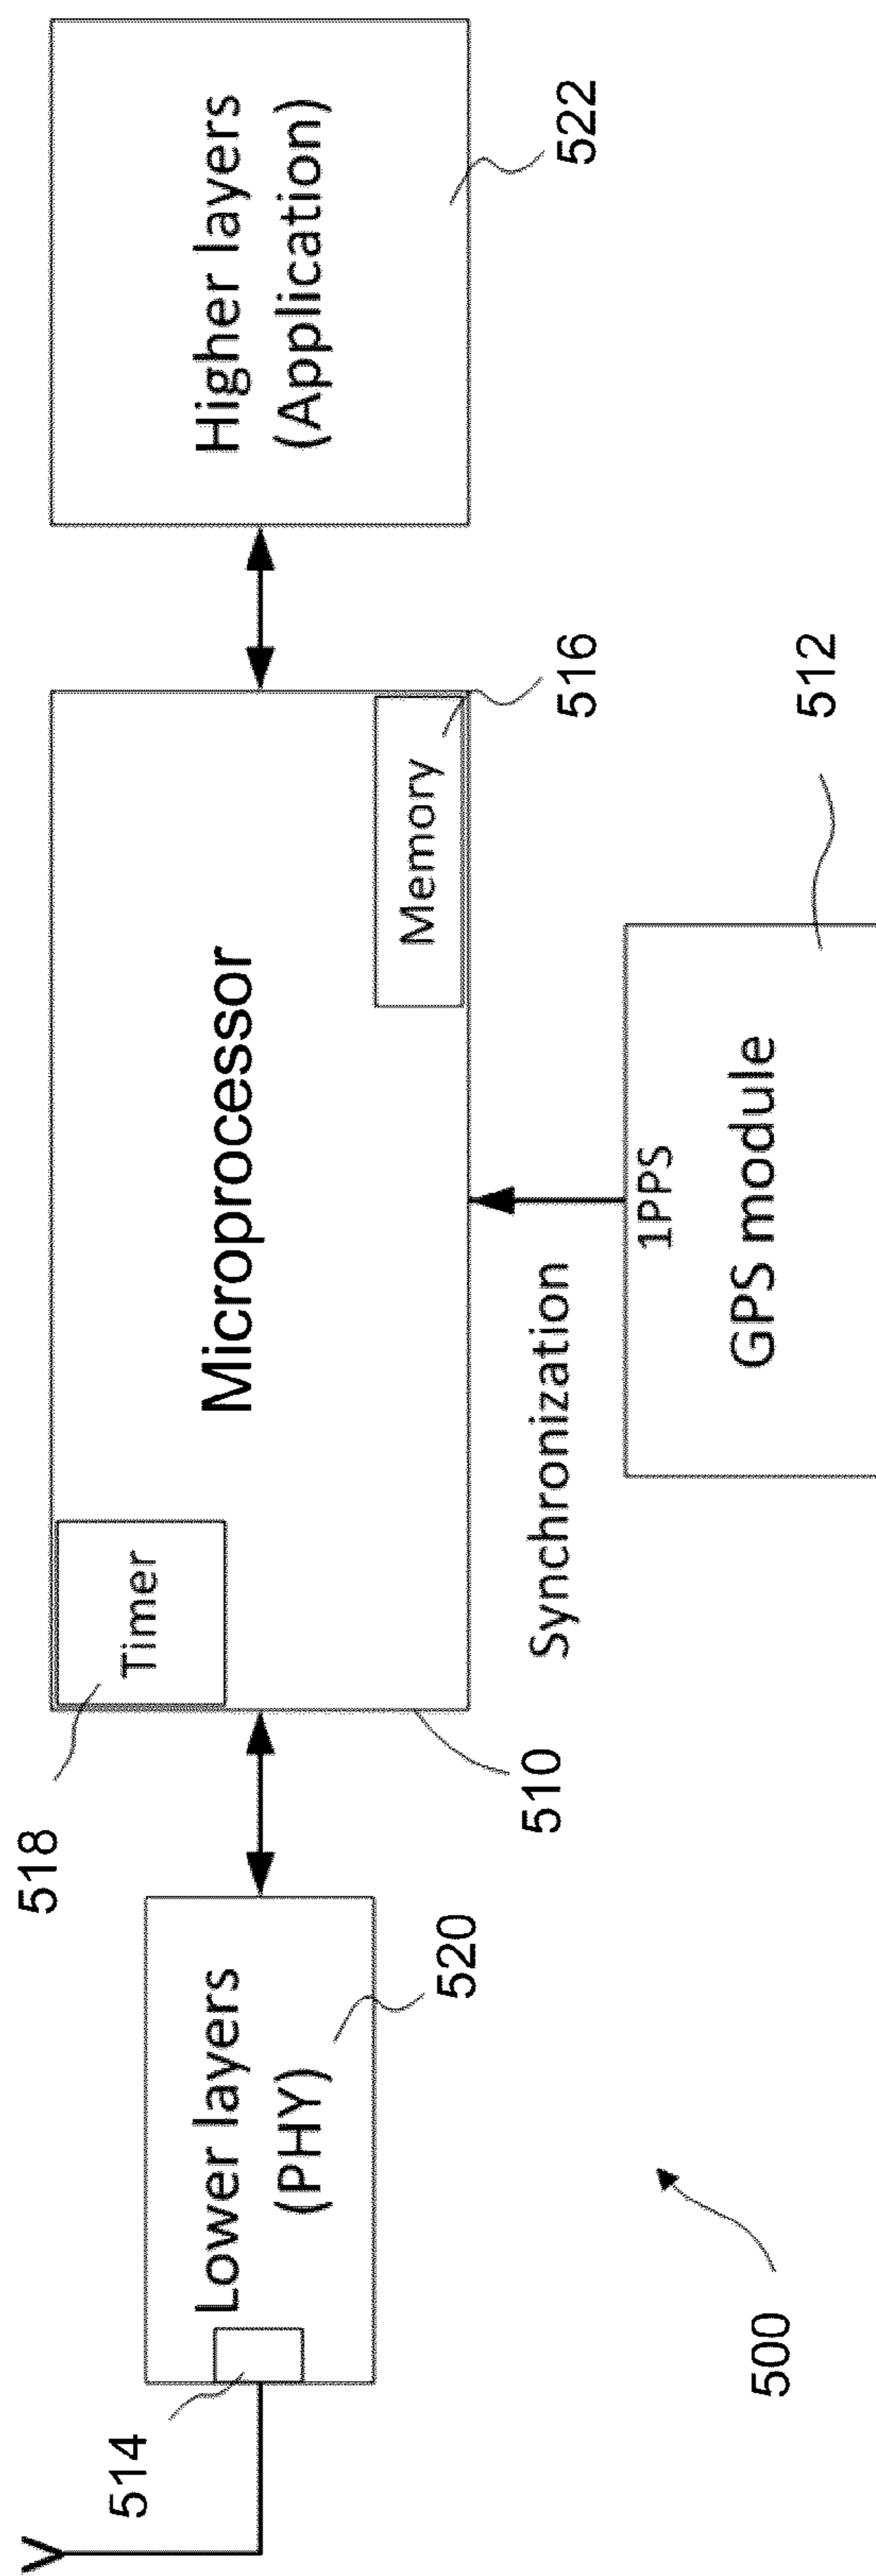 518
Timer
Microprocessor
Higher layers
(Application)
Lower layers
(PHY)
514
Memory
522
520
510
516
Synchronization
1PPS
GPS module
512
500